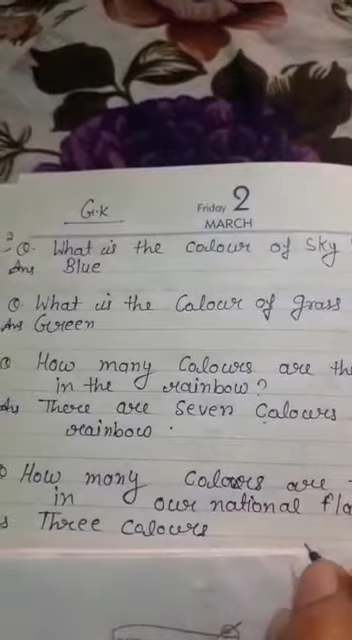 G.K
Friday 2
MARCH
Q. What is the colour of Sky
Ans Blue
Q. What is the Colour of grass
Ans Green
Q How many Colours are
in the rainbow?
Ans There are Seven Colours
rainbow .
How many Colours are
in our national
Three Colours